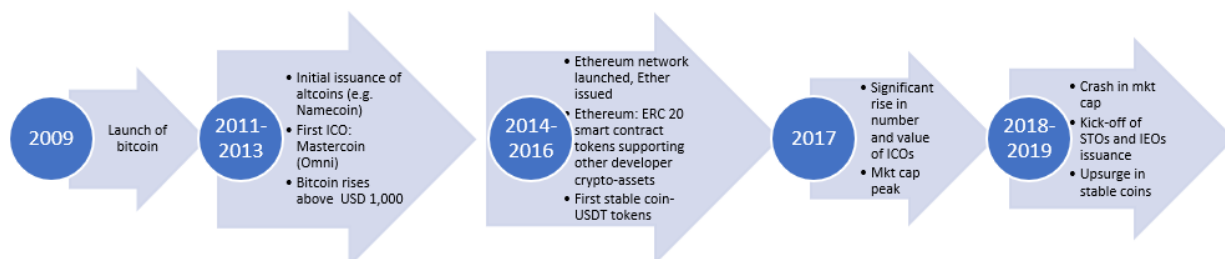 2009
Launch of
bitcoin
2011-
2013
• Initial issuance of
altcoins (e.g.
Namecoin)
• First ICO:
Mastercoin
(Omni)
• Bitcoin rises
above USD 1,000
2014-
2016
• Ethereum network
launched, Ether
issued
• Ethereum: ERC 20
smart contract
tokens supporting
other developer
crypto-assets
• First stable coin-
USDT tokens
2017
• Significant
rise in
number
and value
of ICOs
• Mkt cap
peak
2018-
2019
• Crash in mkt
cap
• Kick-off of
STOs and IEOs
issuance
• Upsurge in
stable coins